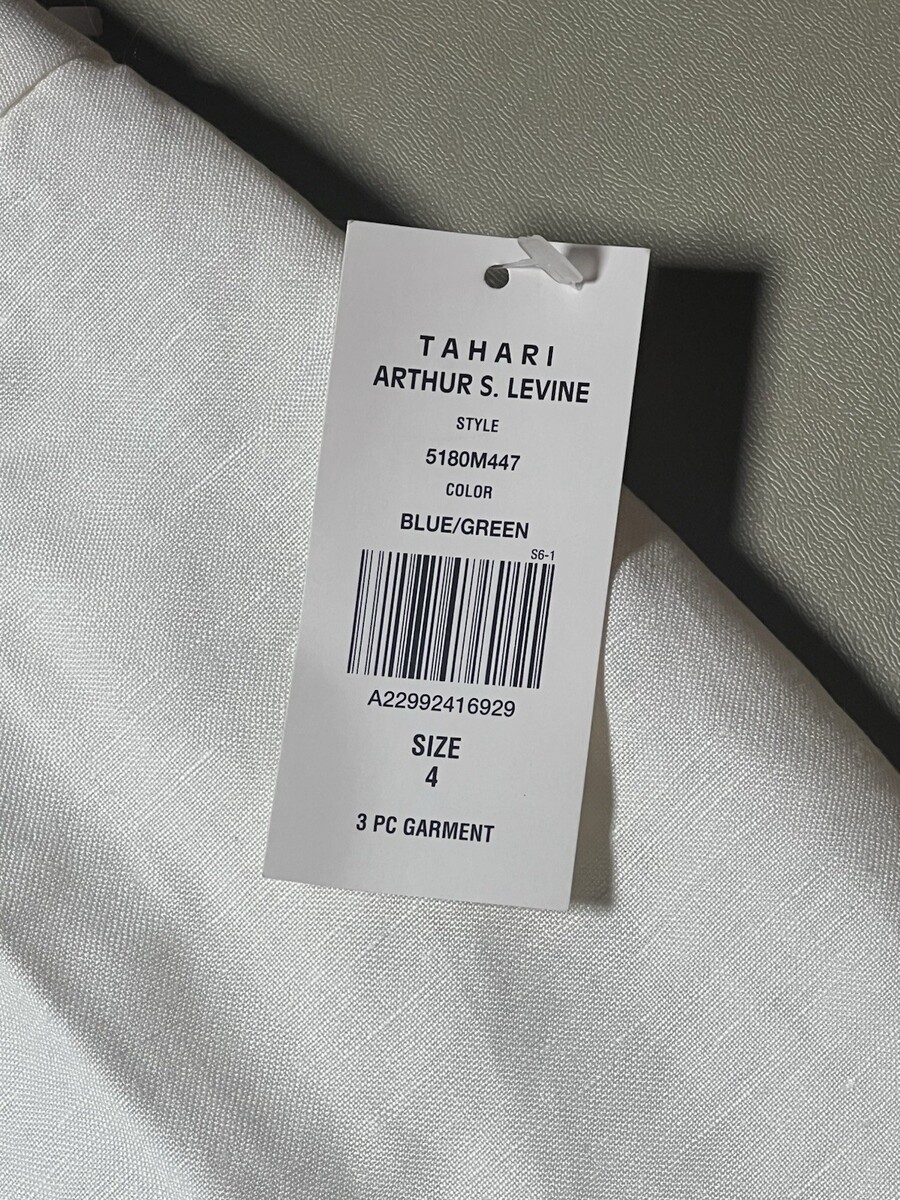 TAHARI
ARTHUR S. LEVINE
STYLE
5180M447
COLOR
BLUE/GREEN
S6-1
A22992416929
SIZE
4
3 PC GARMENT